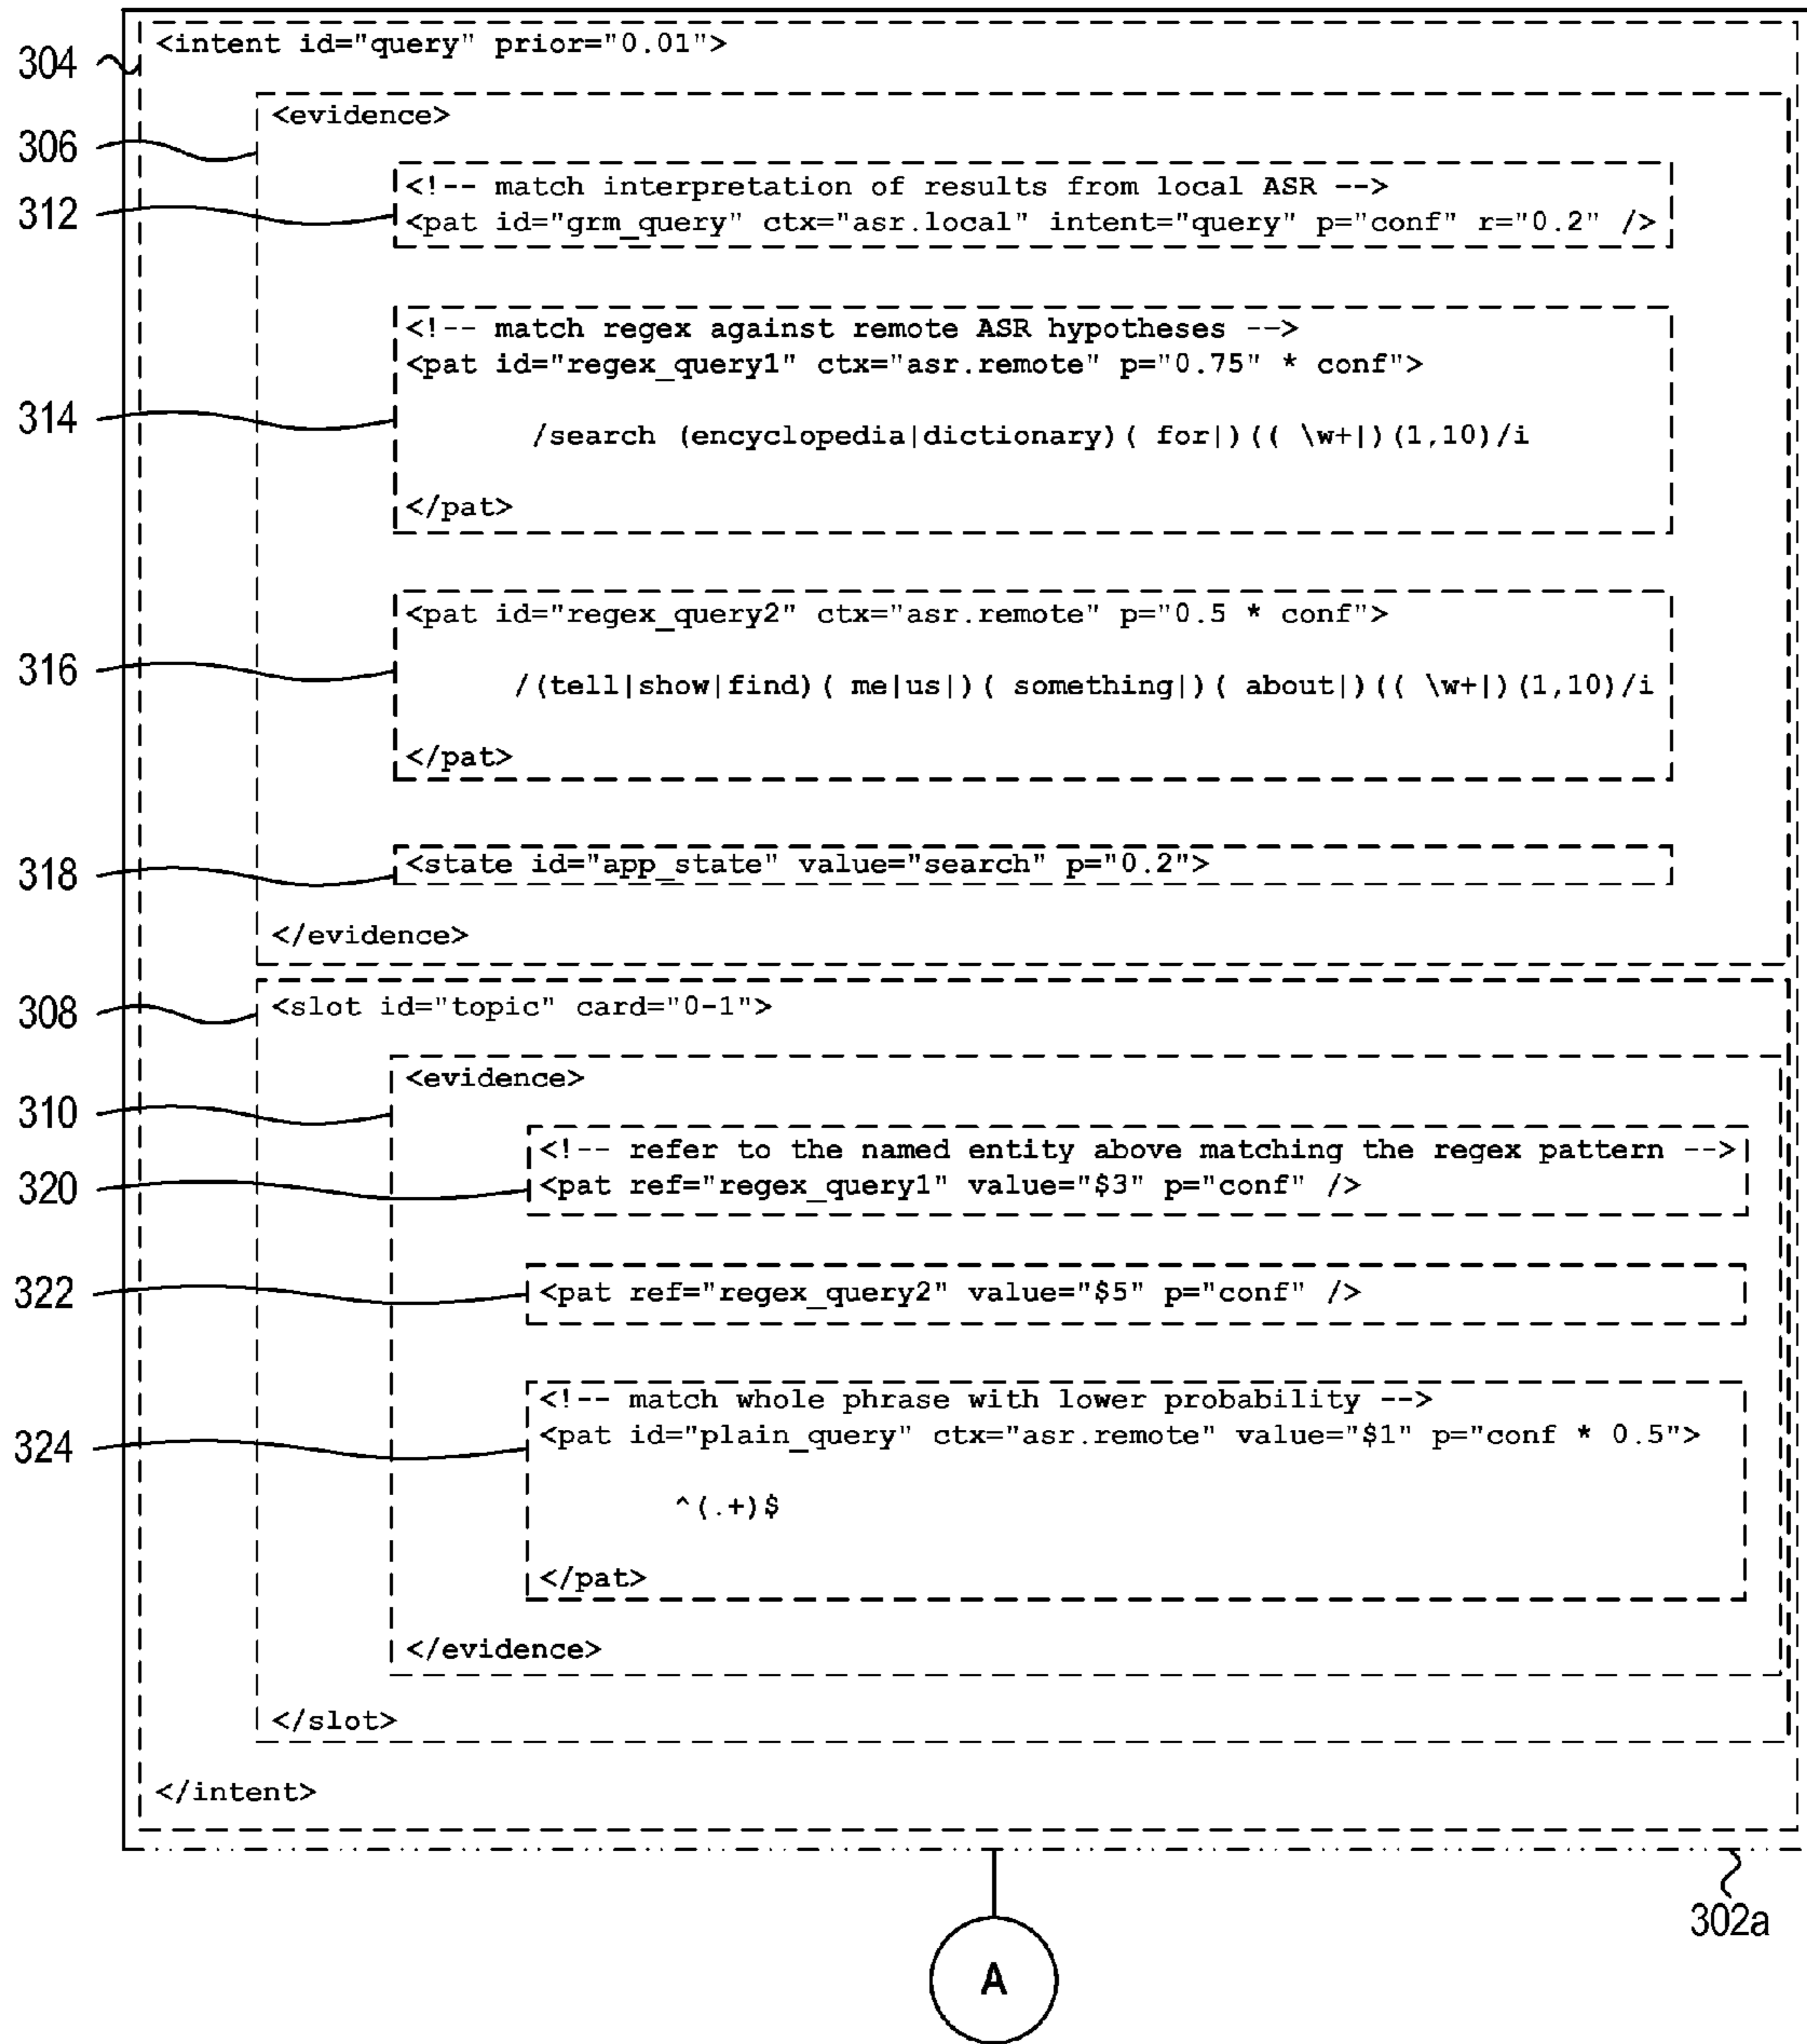 304
<intent id="query" prior="0.01">
306
<evidence>
312
<!-- match interpretation of results from local ASR -->
<pat id="grm_query" ctx="asr.local" intent="query" p="conf" r="0.2" />
314
<!-- match regex against remote ASR hypotheses -->
<pat id="regex_query1" ctx="asr.remote" p="0.75" * conf">
/search (encyclopedia|dictionary)( for|)(( \w+|)(1,10)/i
</pat>
316
<pat id="regex_query2" ctx="asr.remote" p="0.5 * conf">
/(tell|show|find)( me|us|)( something|)( about|)(( \w+|)(1,10)/i
</pat>
318
<state id="app_state" value="search" p="0.2">
</evidence>
308
<slot id="topic" card="0-1">
310
<evidence>
320
<!-- refer to the named entity above matching the regex pattern -->
<pat ref="regex_query1" value="$3" p="conf" />
322
<pat ref="regex_query2" value="$5" p="conf" />
324
<!-- match whole phrase with lower probability -->
<pat id="plain_query" ctx="asr.remote" value="$1" p="conf * 0.5">
^(.+)$
</pat>
</evidence>
</slot>
</intent>
302a
A